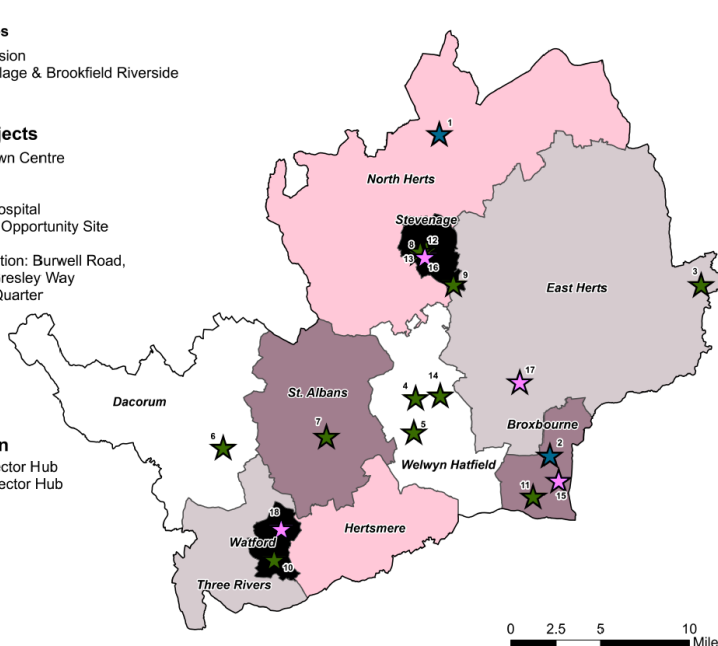 es
sion
lage & Brookfield Riverside
jects
wn Centre
ospital
Opportunity Site
tion: Burwell Road,
resley Way
Quarter
n
ector Hub
ector Hub
1
North Herts
Stevenage
8
12
13
16
9
3
East Herts
17
St. Albans
Dacorum
4
14
7
5
6
Broxbourne
2
Welwyn Hatfield
11
15
18
Hertsmere
Watford
10
Three Rivers
0 2.5 5 10
Mile